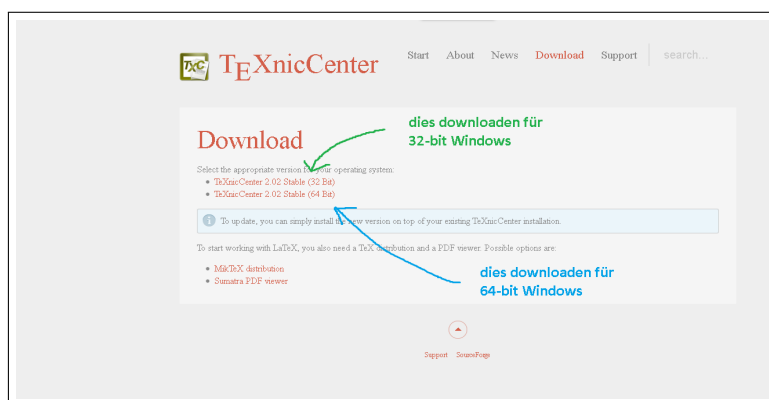 TXC TEXnicCenter Start About News Download Support search...
dies downloaden für
32-bit Windows
Download
Select the appropriate version for your operating system:
TeXnicCenter 2.02 Stable (32 Bit)
TeXnicCenter 2.02 Stable (64 Bit)
To update, you can simply install the new version on top of your existing TeXnicCenter installation.
To start working with LaTeX, you also need a TeX distribution and a PDF viewer. Possible options are:
MikTeX distribution
Sumatra PDF viewer
dies downloaden für
64-bit Windows
Support SourceForge